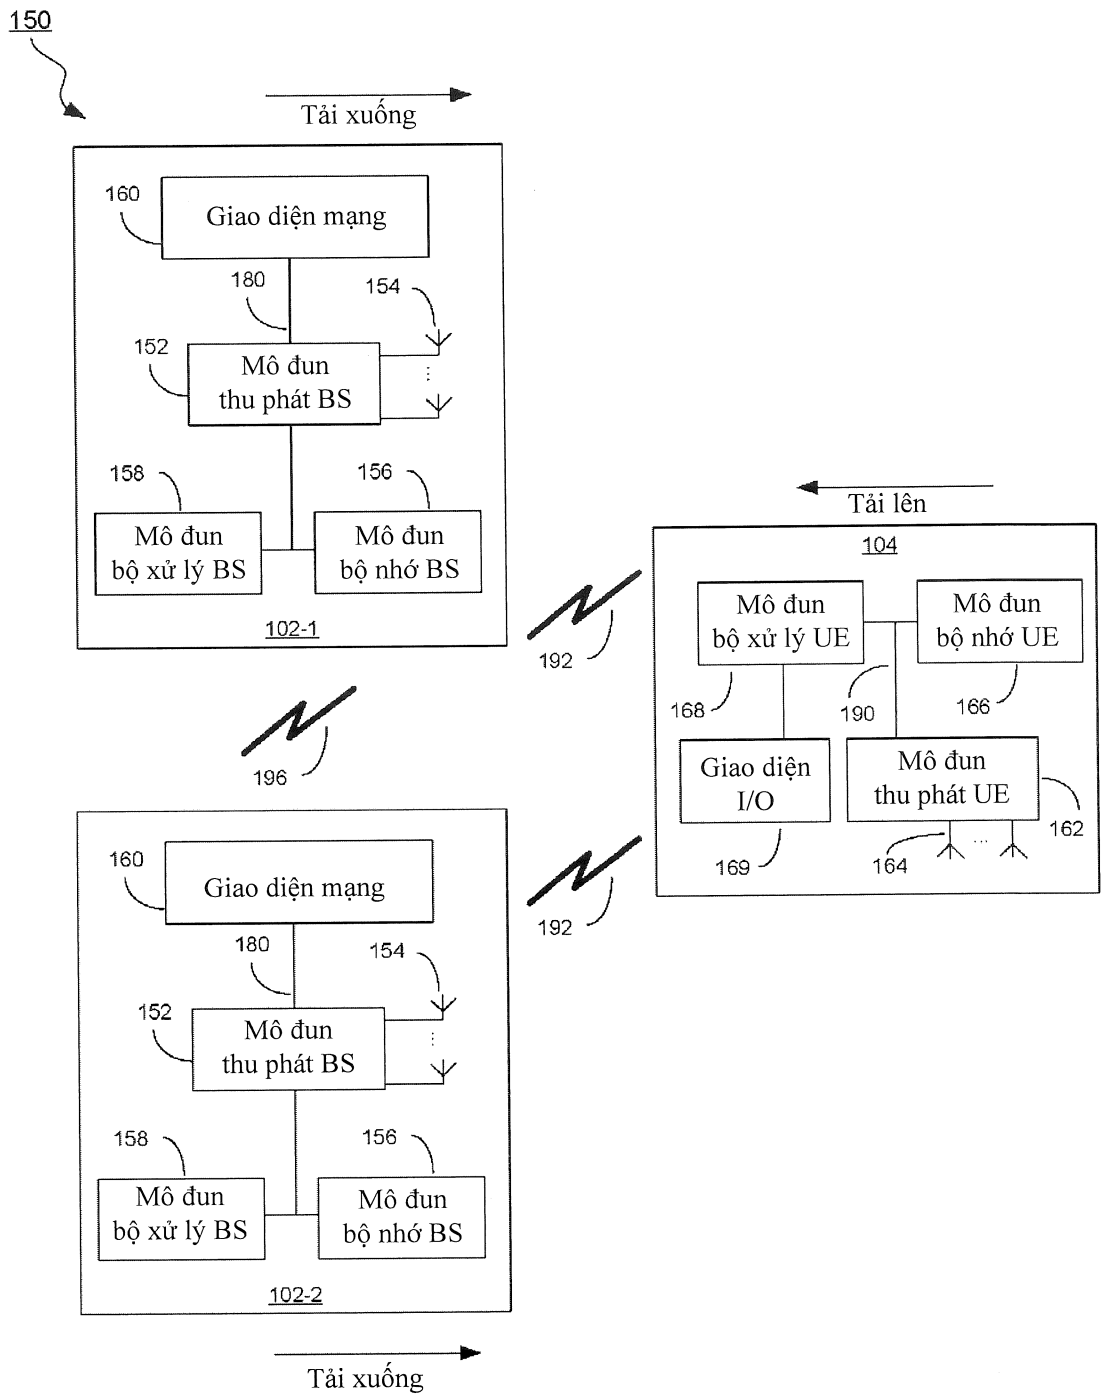 150
Tải xuống
160
Giao diện mạng
180
154
152
Mô đun
thu phát BS
...
158
156
Mô đun
bộ xử lý BS
Mô đun
bộ nhớ BS
102-1
192
196
Tải lên
104
Mô đun
bộ xử lý UE
Mô đun
bộ nhớ UE
168
190
166
Giao diện
I/O
Mô đun
thu phát UE
169
164
...
162
192
160
Giao diện mạng
180
154
152
Mô đun
thu phát BS
...
158
156
Mô đun
bộ xử lý BS
Mô đun
bộ nhớ BS
102-2
Tải xuống